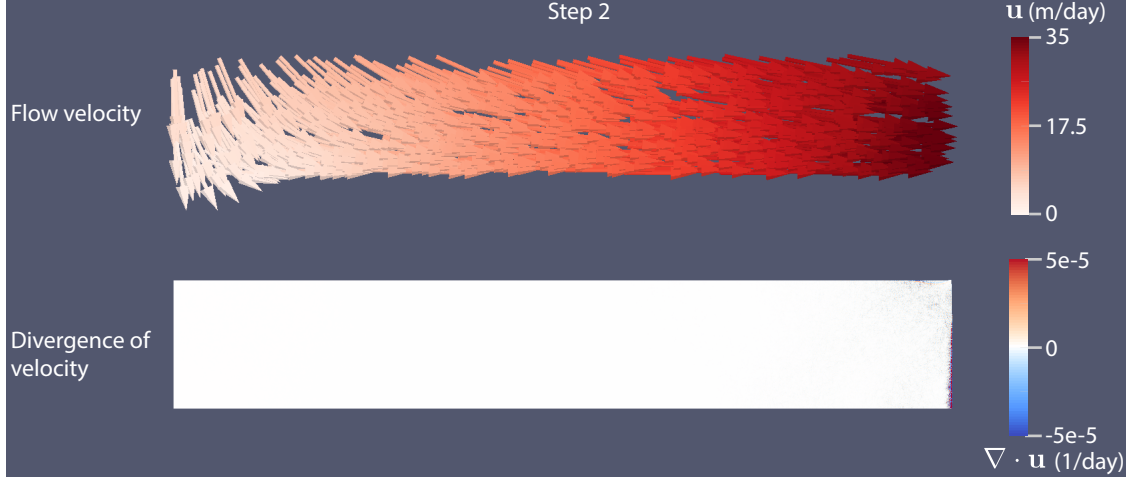 Step 2
u (m/day)
35
Flow velocity
17.5
0
5e-5
Divergence of
velocity
0
-5e-5
∇ · u (1/day)